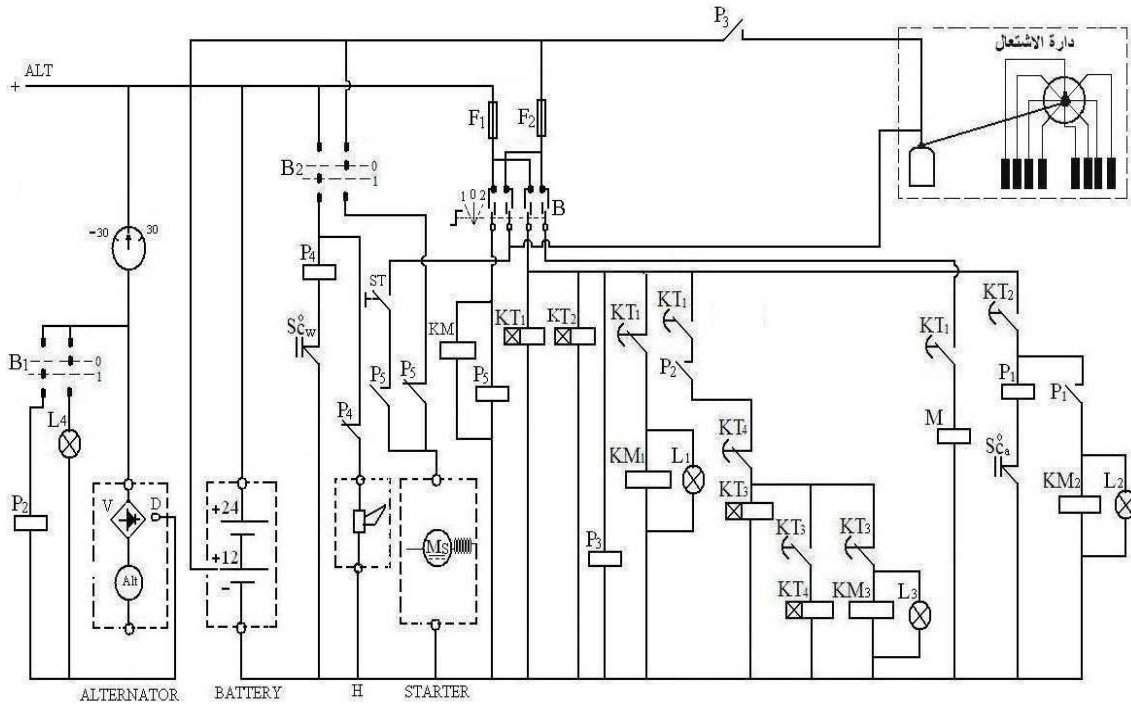 P3
دارة الاشتعال
+ ALT
F1
F2
B2
0
1
1 0 2
B
-30
30
P4
ST
KT1
KT2
KT1
KT1
KT1
KT2
KM
P5
P2
Scw
P5
P5
P1
P1
B1
0
1
L4
M
P4
KT4
KM1
L1
Sca
KT3
KM2
L2
P2
V
D
+24
Ms
P3
KT3
KT3
+12
Alt
-
KT4
KM3
L3
ALTERNATOR
BATTERY
H
STARTER